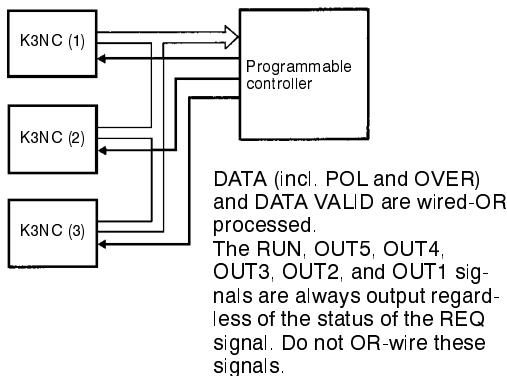 K3NC (1)
Programmable
controller
K3NC (2)
K3NC (3)
DATA (incl. POL and OVER)
and DATA VALID are wired-OR
processed.
The RUN, OUT5, OUT4,
OUT3, OUT2, and OUT1 sig-
nals are always output regard-
less of the status of the REQ
signal. Do not OR-wire these
signals.